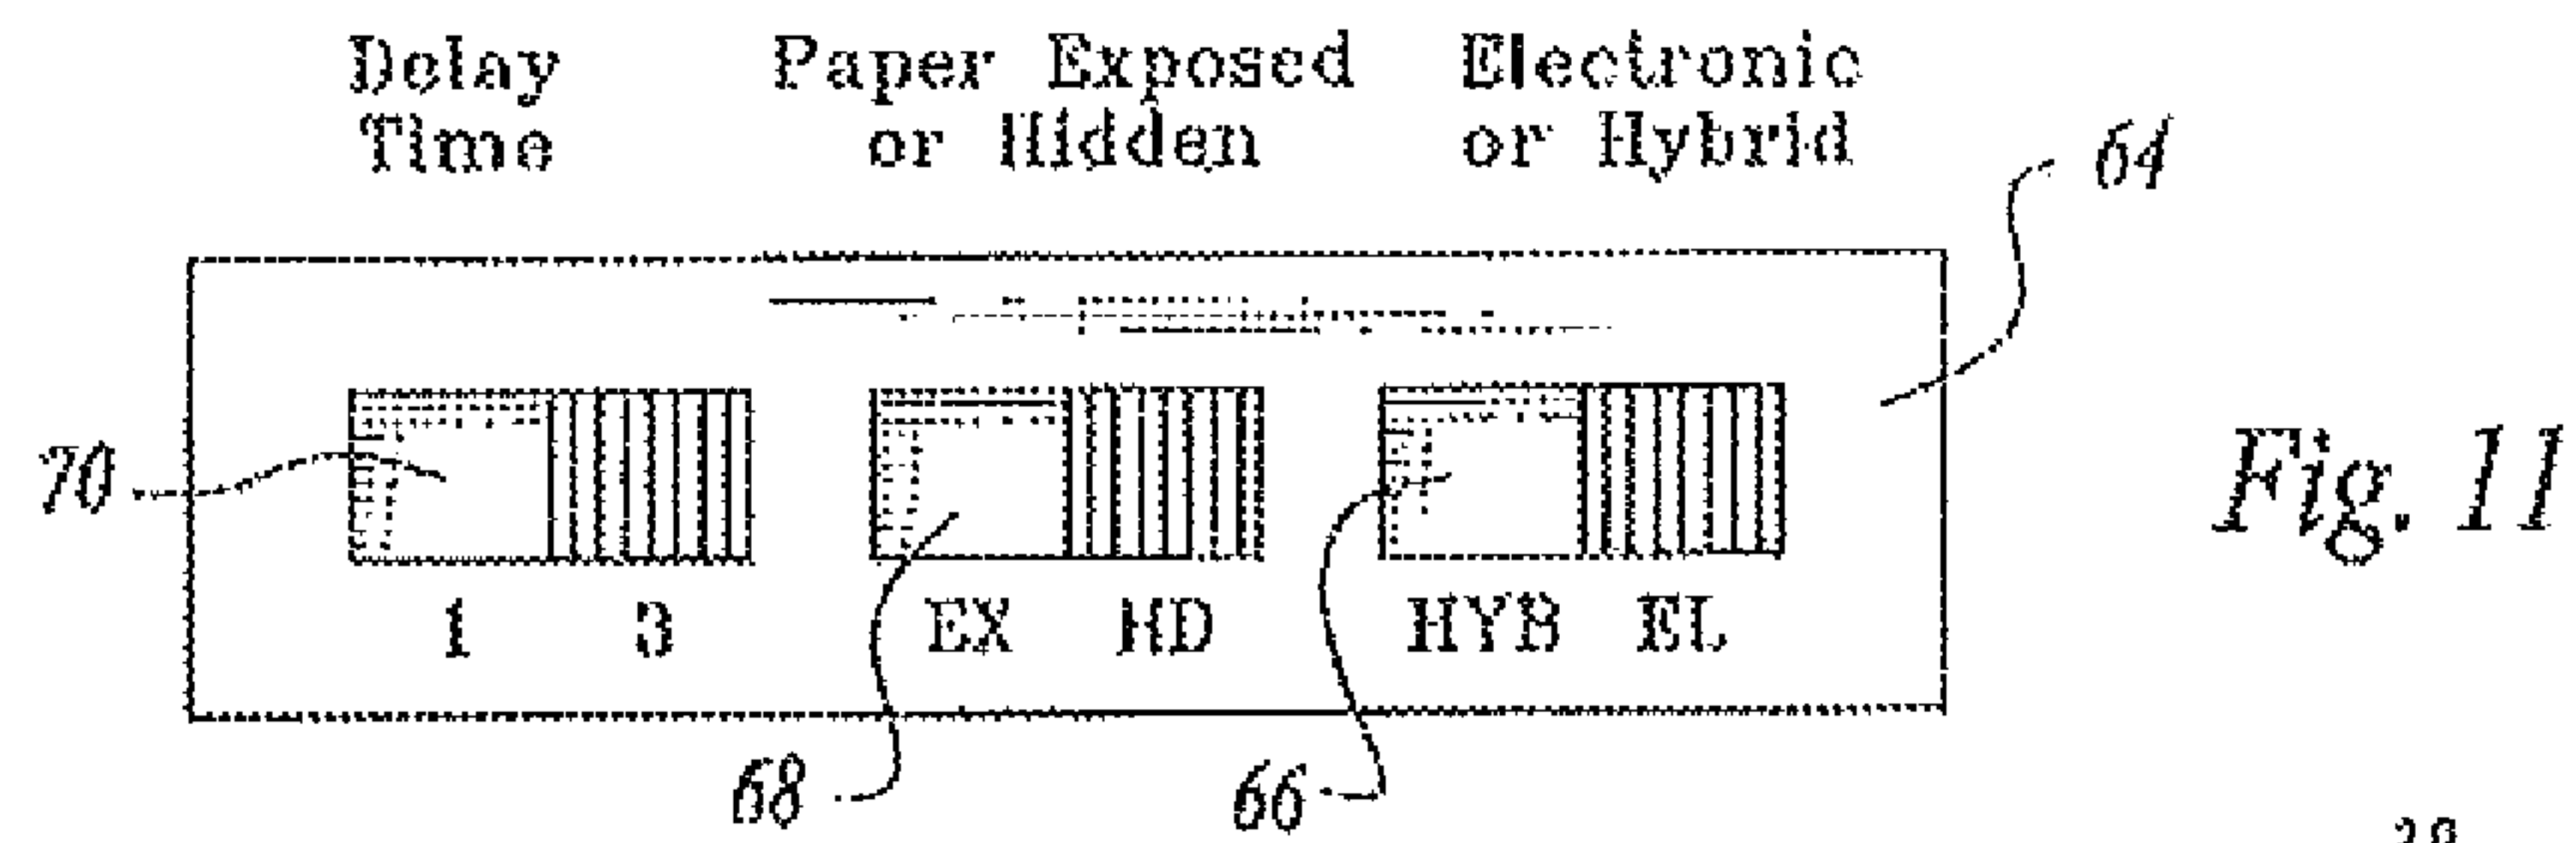 Delay Paper Exposed Electronic
Time or Hidden or Hybrid
64
70
Fig. 11
1 3 EX HD HYB EL
68 66